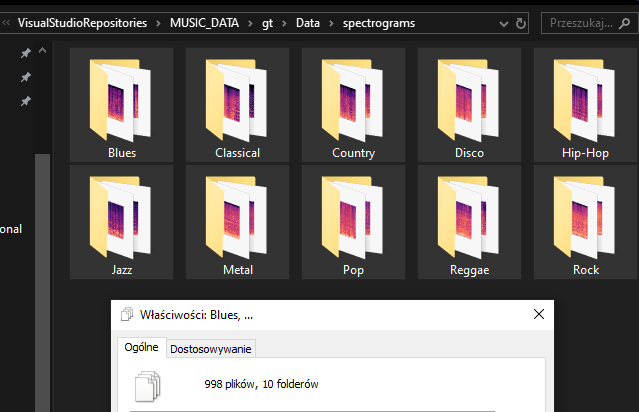 « VisualStudioRepositories › MUSIC_DATA › gt › Data › spectrograms
Przeszukaj...
Blues
Classical
Country
Disco
Hip-Hop
onal
Jazz
Metal
Pop
Reggae
Rock
Właściwości: Blues, ...
Ogólne
Dostosowywanie
998 plików, 10 folderów